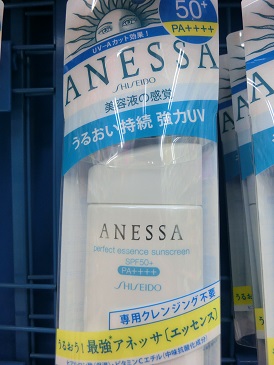 50+
PA++++
UV-Aカット効果!
ANESSA
SHISEIDO
美容液の感覚
うるおい持続 強力UV
ANESSA
perfect essence sunscreen
SPF50+
PA++++
SHISEIDO
専用クレンジング不要
うるおう!最強アネッサ(エッセンス)